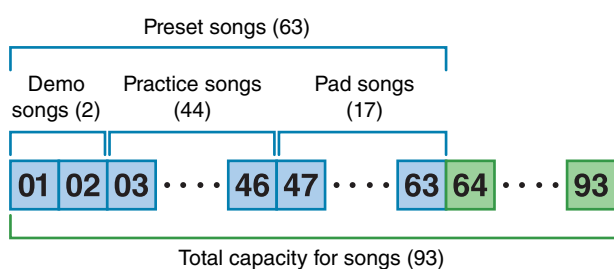 Preset songs (63)
Demo
songs (2)
Practice songs
(44)
Pad songs
(17)
01 02 03 ···· 46 47 ···· 63 64 ···· 93
Total capacity for songs (93)